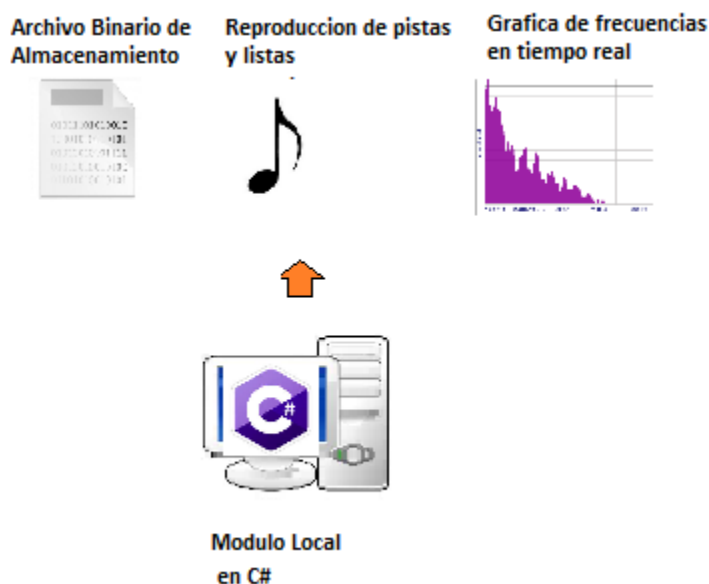 Archivo Binario de
Almacenamiento
Reproduccion de pistas
y listas
Grafica de frecuencias
en tiempo real
C#
Modulo Local
en C#